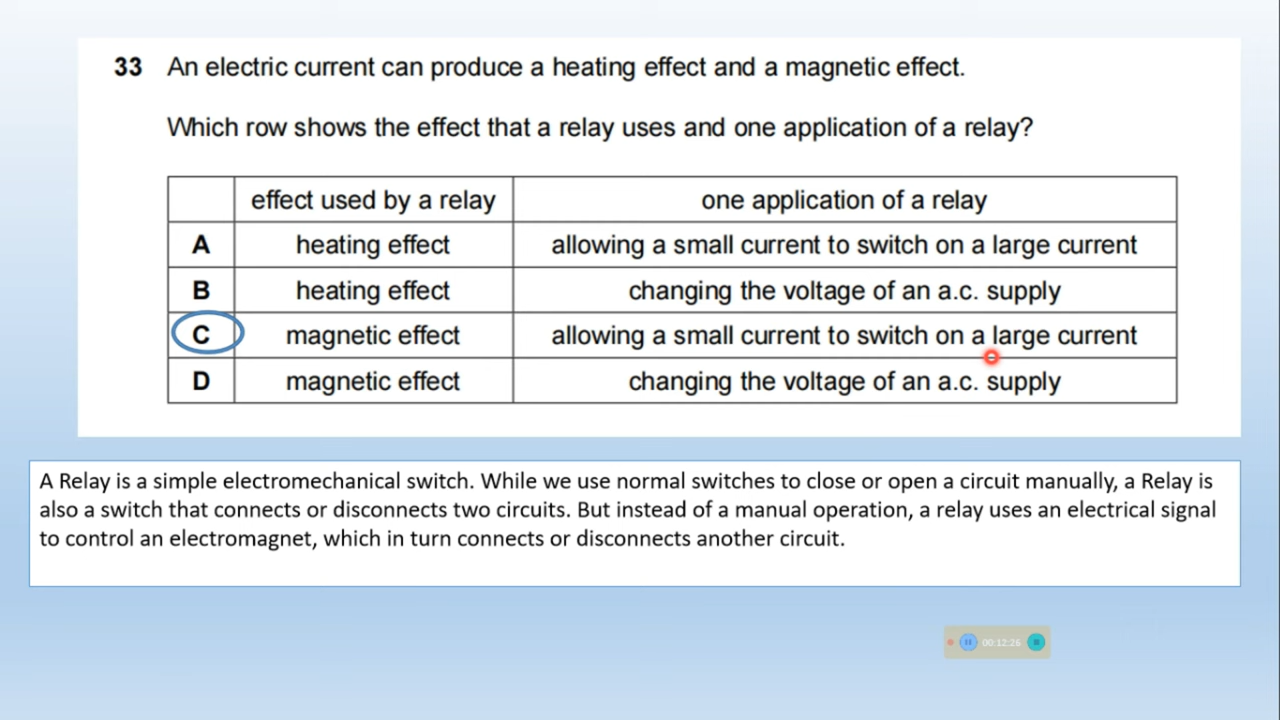 33 An electric current can produce a heating effect and a magnetic effect.
Which row shows the effect that a relay uses and one application of a relay?
effect used by a relay one application of a relay
A heating effect allowing a small current to switch on a large current
B heating effect changing the voltage of an a.c. supply
C magnetic effect allowing a small current to switch on a large current
D magnetic effect changing the voltage of an a.c. supply
A Relay is a simple electromechanical switch. While we use normal switches to close or open a circuit manually, a Relay is
also a switch that connects or disconnects two circuits. But instead of a manual operation, a relay uses an electrical signal
to control an electromagnet, which in turn connects or disconnects another circuit.
00:12:26